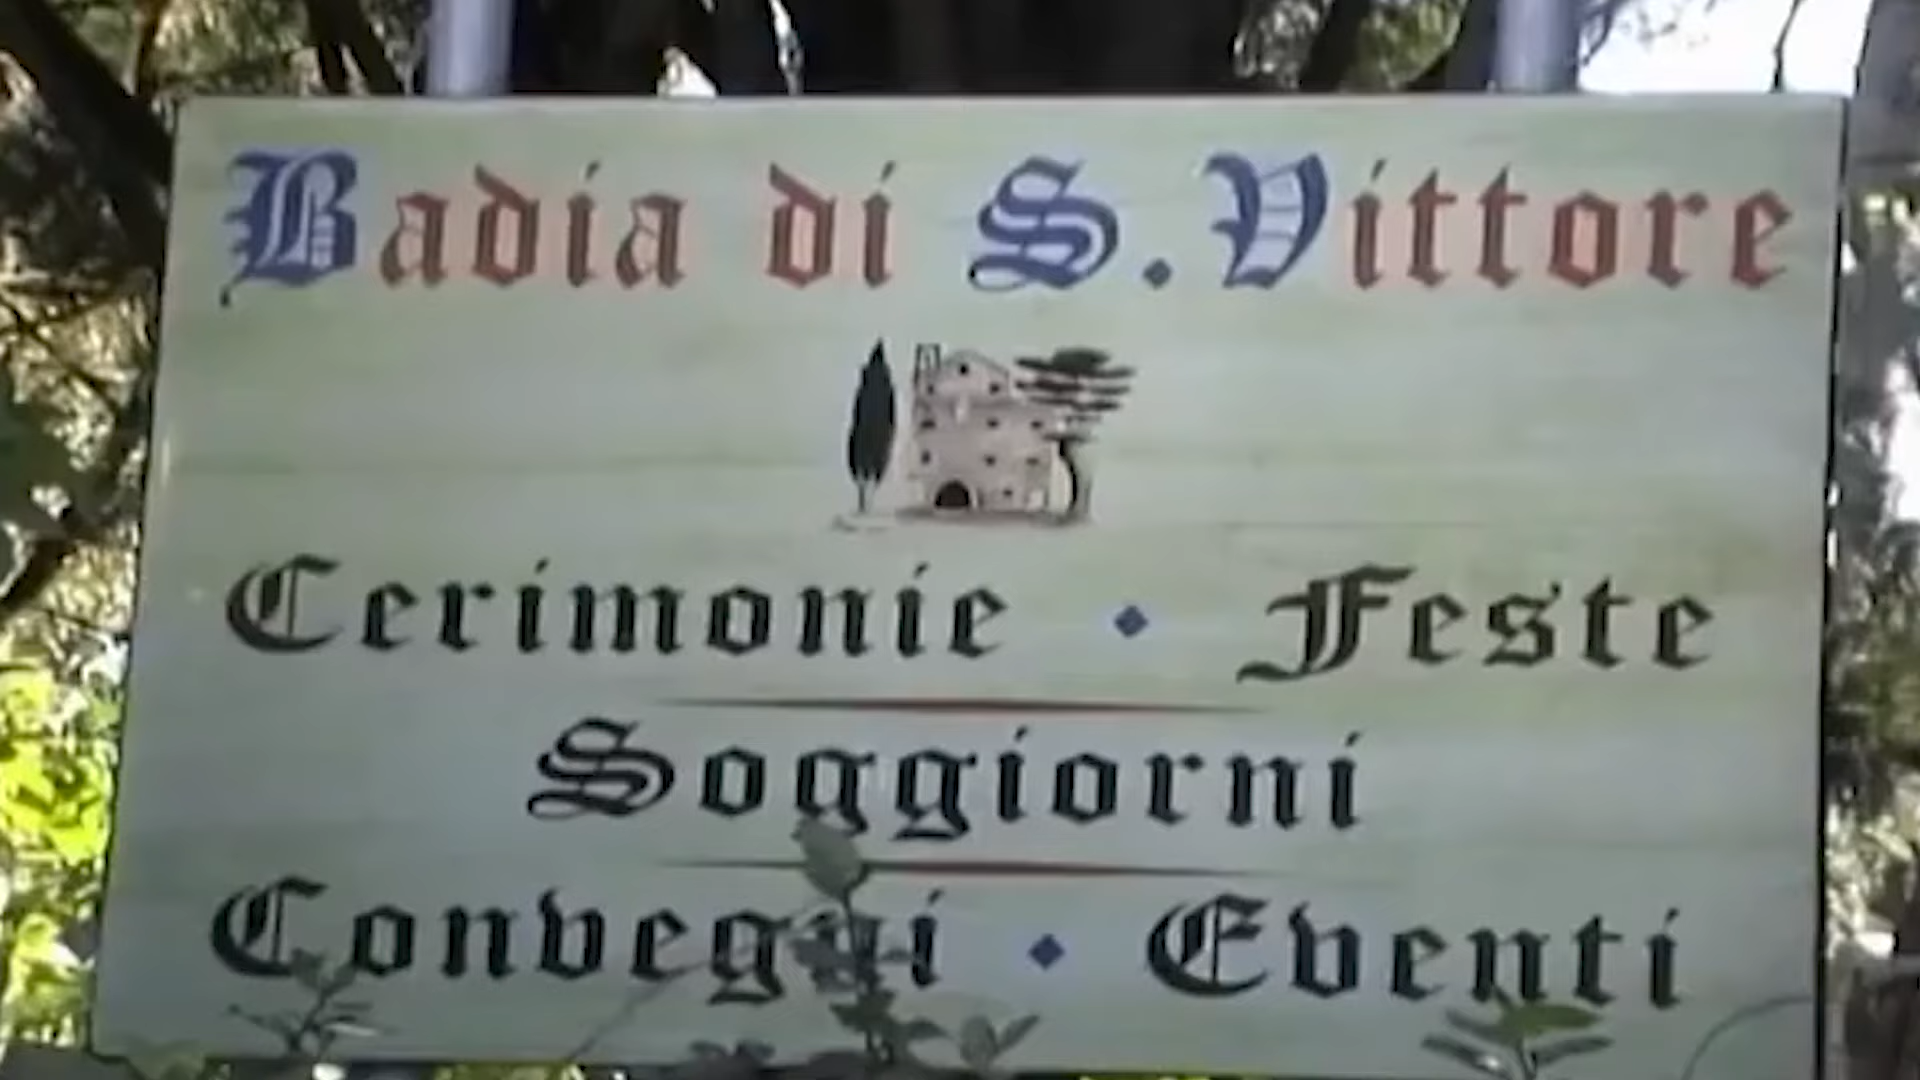 Badia di S. Vittore
Cerimonie · Feste
Soggiorni
Convegni · Eventi